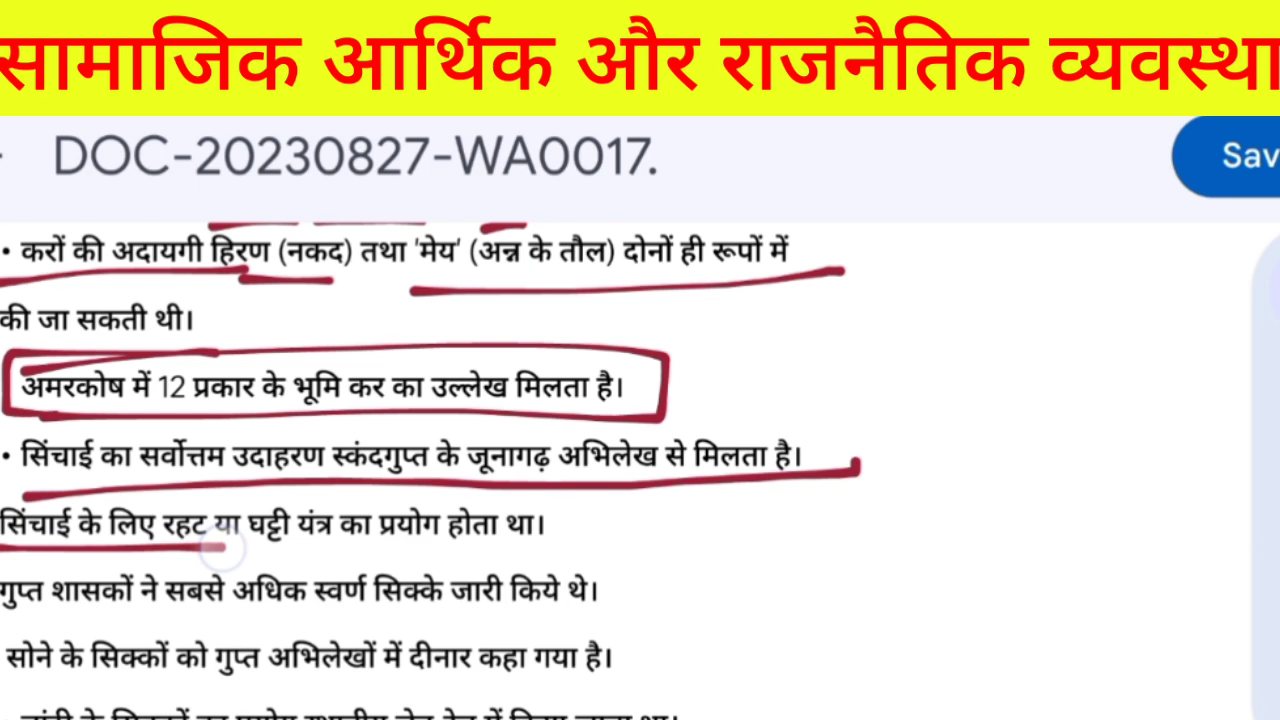 सामाजिक आर्थिक और राजनैतिक व्यवस्था
DOC-20230827-WA0017.
Sav
• करों की अदायगी हिरण (नकद) तथा 'मेय' (अन्न के तौल) दोनों ही रूपों में
की जा सकती थी।
अमरकोष में 12 प्रकार के भूमि कर का उल्लेख मिलता है।
• सिंचाई का सर्वोत्तम उदाहरण स्कंदगुप्त के जूनागढ़ अभिलेख से मिलता है।
सिंचाई के लिए रहट या घट्टी यंत्र का प्रयोग होता था।
गुप्त शासकों ने सबसे अधिक स्वर्ण सिक्के जारी किये थे।
सोने के सिक्कों को गुप्त अभिलेखों में दीनार कहा गया है।